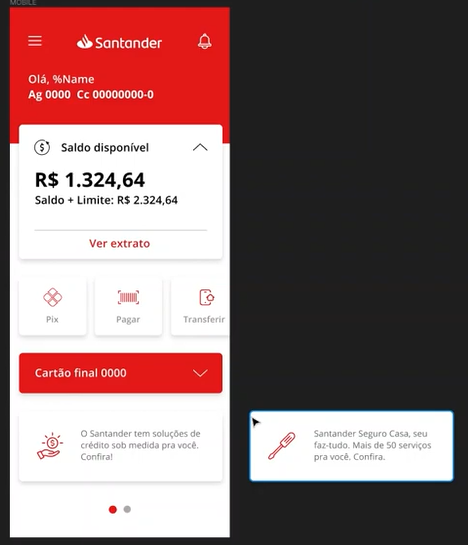 MOBILE
Santander
Olá, %Name
Ag 0000 Cc 00000000-0
Saldo disponível
R$ 1.324,64
Saldo + Limite: R$ 2.324,64
Ver extrato
Pix
Pagar
Transferir
Cartão final 0000
O Santander tem soluções de
crédito sob medida pra você.
Confira!
Santander Seguro Casa, seu
faz-tudo. Mais de 50 serviços
pra você. Confira.